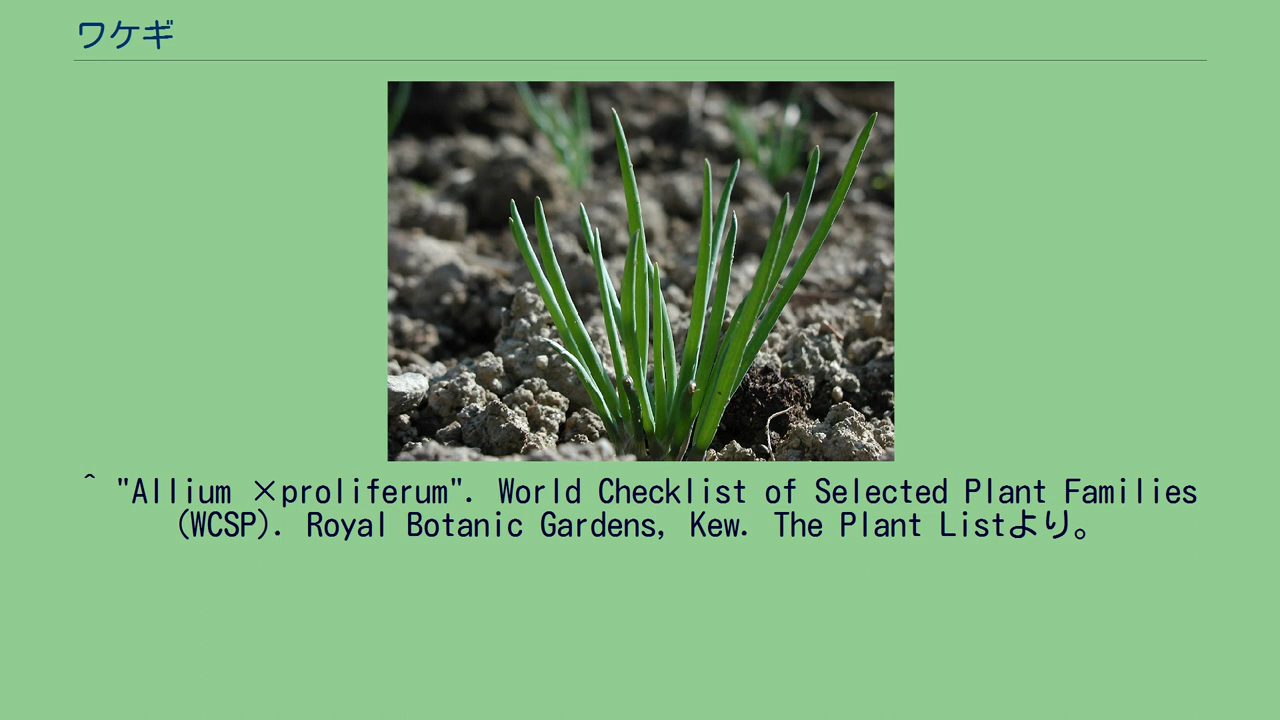 ワケギ
^ "Allium ×proliferum". World Checklist of Selected Plant Families
(WCSP). Royal Botanic Gardens, Kew. The Plant Listより。